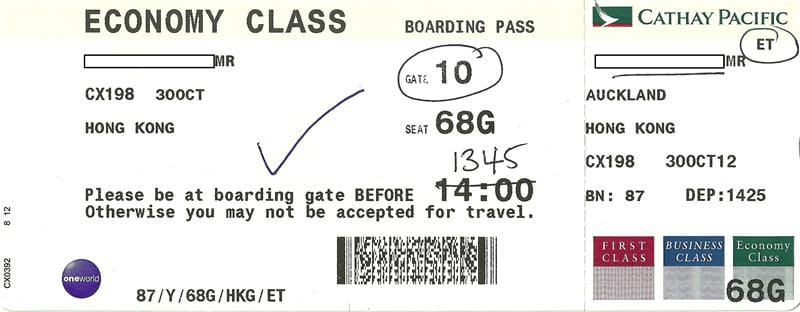 ECONOMY CLASS
BOARDING PASS
MR
GATE 10
CX198 30OCT
HONG KONG
SEAT 68G
1345
Please be at boarding gate BEFORE 14:00
Otherwise you may not be accepted for travel.
CX0392 8 12
oneworld
87/Y/68G/HKG/ET
CATHAY PACIFIC
ET
MR
AUCKLAND
HONG KONG
CX198 30OCT12
BN: 87 DEP:1425
FIRST CLASS
BUSINESS CLASS
Economy Class
68G